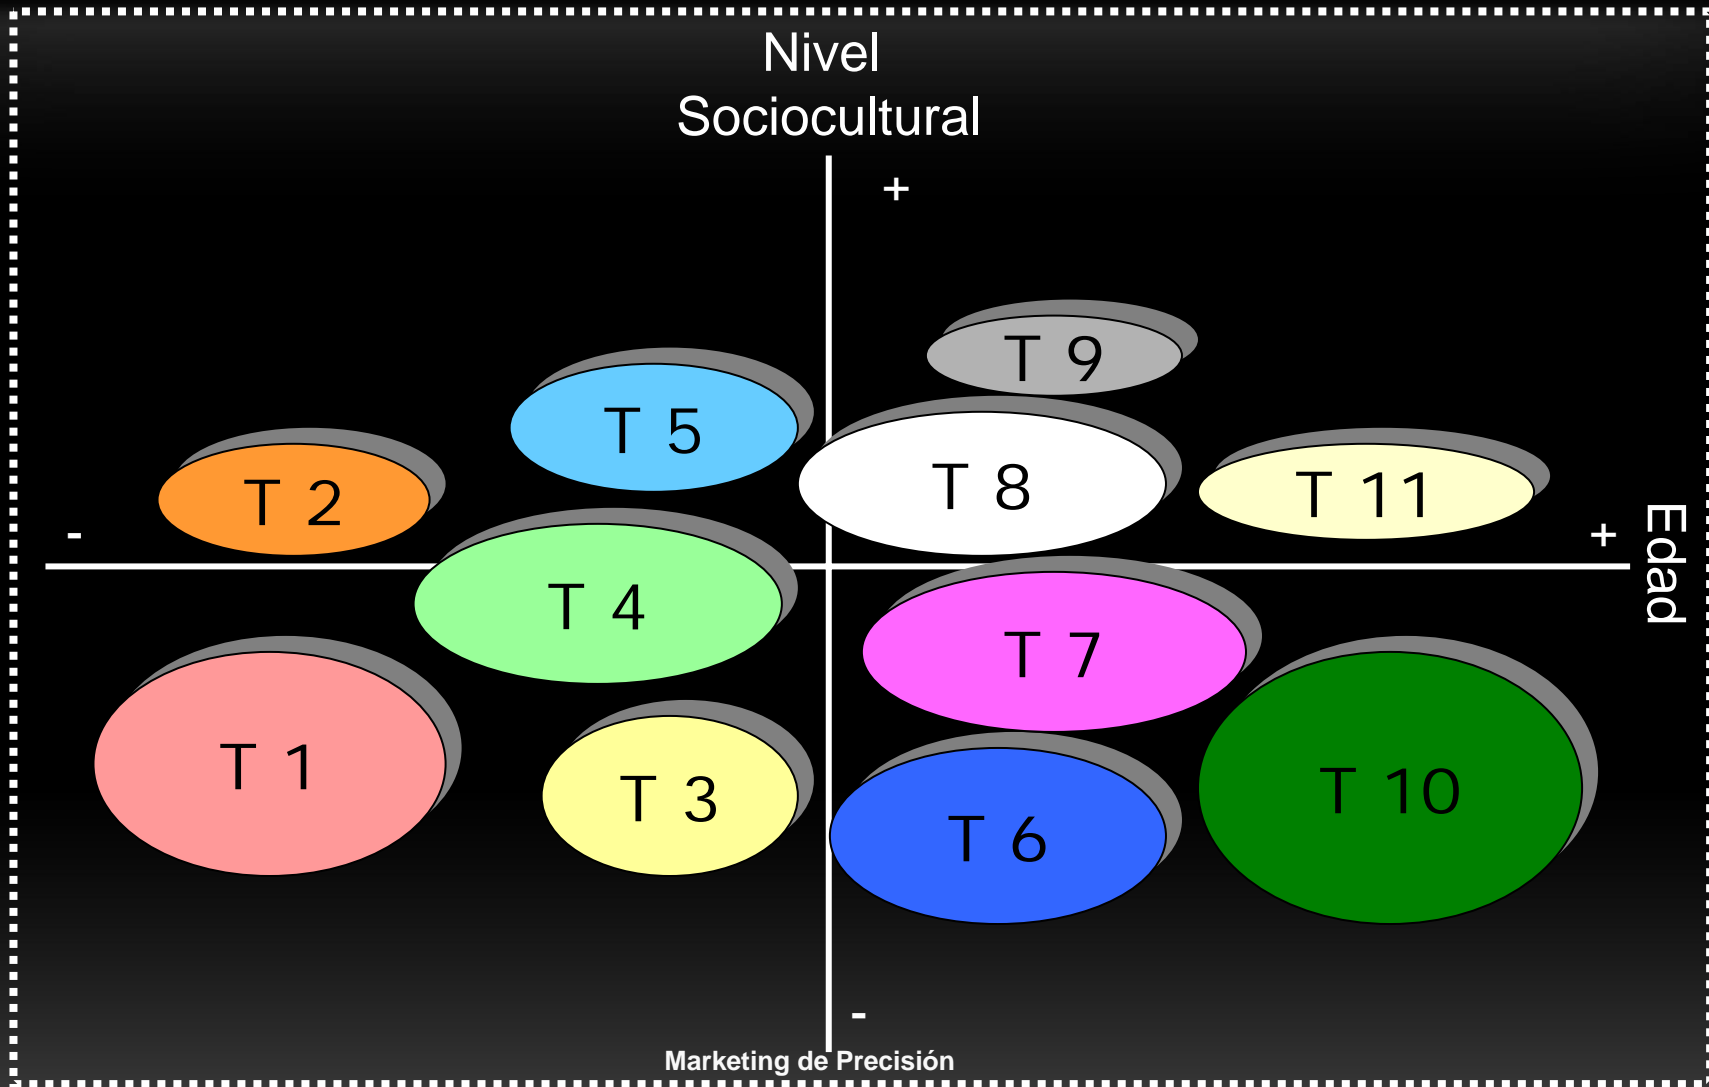 Nivel
Sociocultural
+
T 9
T 5
T 8
T 2
T 11
-
+
Edad
T 4
T 7
T 1
T 3
T 10
T 6
-
Marketing de Precisión